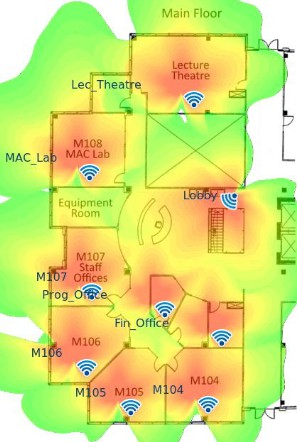 Main Floor
Lecture
Theatre
Lec_Theatre
M108
MAC Lab
MAC_Lab
Lobby
Equipment
Room
M107
Staff
Offices
M107
Prog_Office
Fin_Office
M106
M106
M105
M105
M104
M104